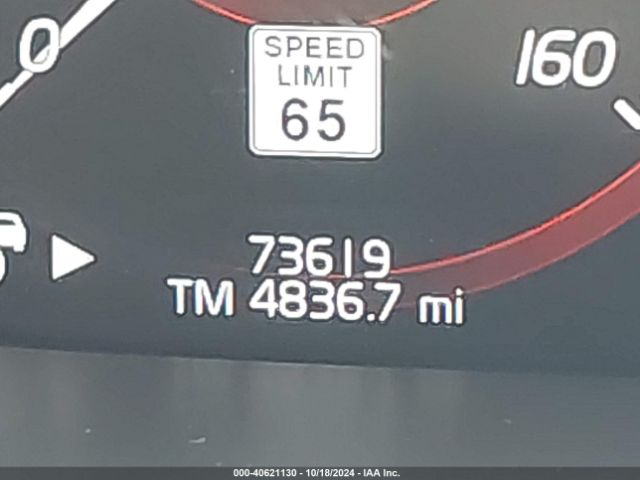 0
SPEED
LIMIT
65
160
73619
TM 4836.7 mi
000-40621130 - 10/18/2024 - IAA Inc.